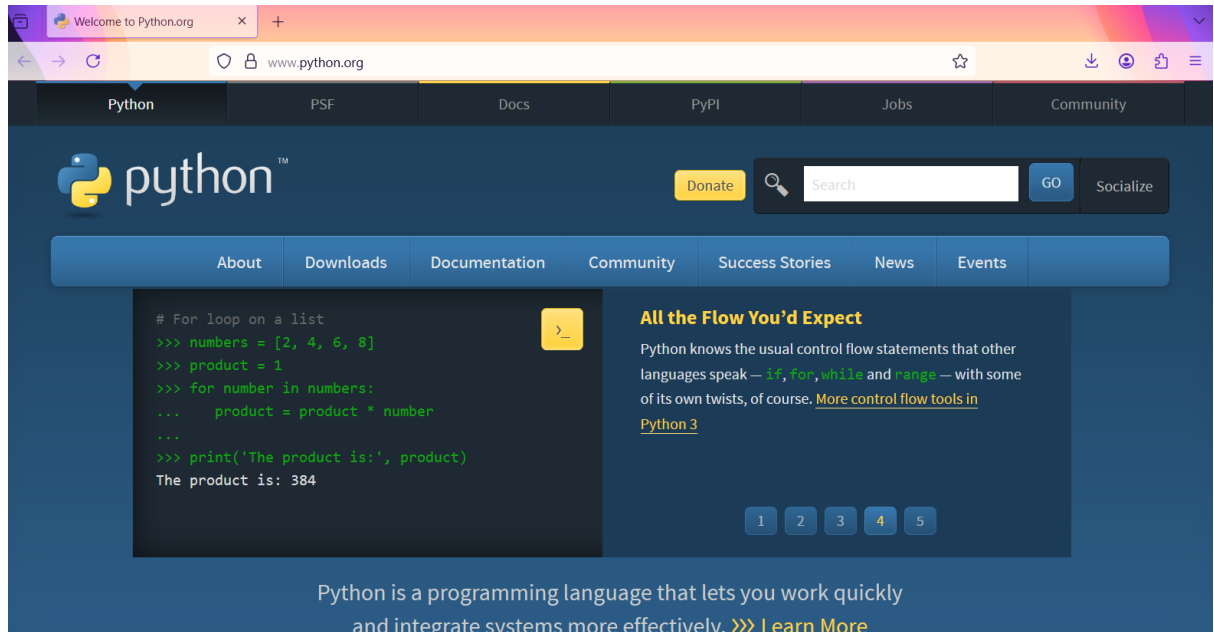 Welcome to Python.org
www.python.org
Python PSF Docs PyPI Jobs Community
python™
Donate Search GO Socialize
About Downloads Documentation Community Success Stories News Events
# For loop on a list
>>> numbers = [2, 4, 6, 8]
>>> product = 1
>>> for number in numbers:
...    product = product * number
...
>>> print('The product is:', product)
The product is: 384
>_
All the Flow You’d Expect
Python knows the usual control flow statements that other
languages speak — if, for, while and range — with some
of its own twists, of course. More control flow tools in
Python 3
1 2 3 4 5
Python is a programming language that lets you work quickly
and integrate systems more effectively. >>> Learn More